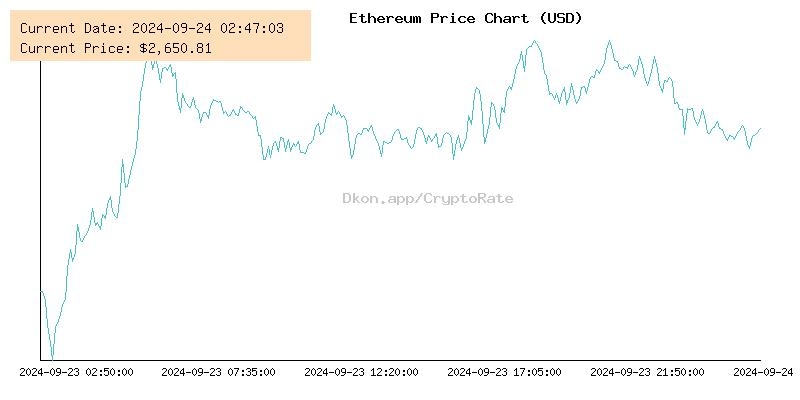 Ethereum Price Chart (USD)
Current Date: 2024-09-24 02:47:03
Current Price: $2,650.81
Dkon.app/CryptoRate
2024-09-23 02:50:00 2024-09-23 07:35:00 2024-09-23 12:20:00 2024-09-23 17:05:00 2024-09-23 21:50:00 2024-09-24